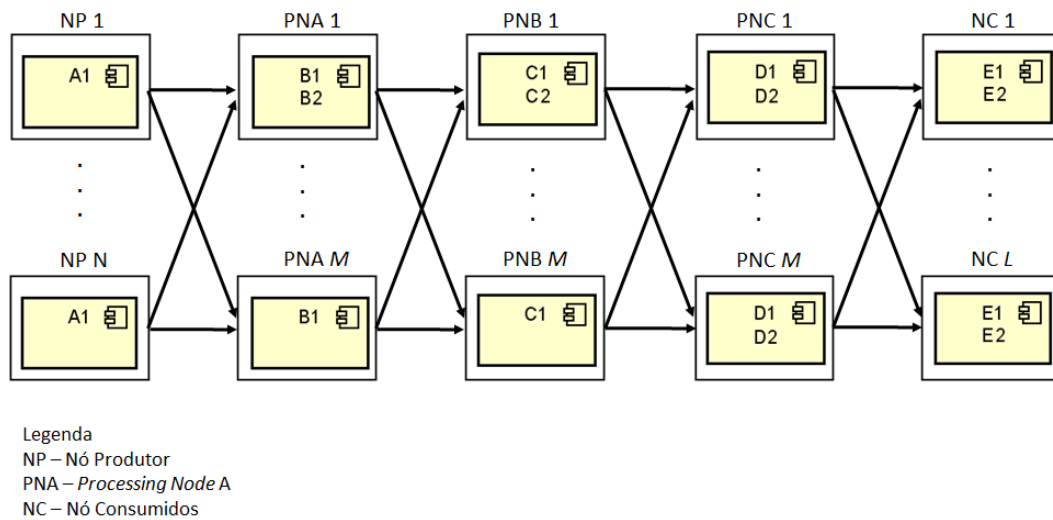 NP 1 PNA 1 PNB 1 PNC 1 NC 1
A1 B1 C1 D1 E1
B2 C2 D2 E2
NP N PNA M PNB M PNC M NC L
A1 B1 C1 D1 E1
D2 E2
Legenda
NP – Nó Produtor
PNA – Processing Node A
NC – Nó Consumidos